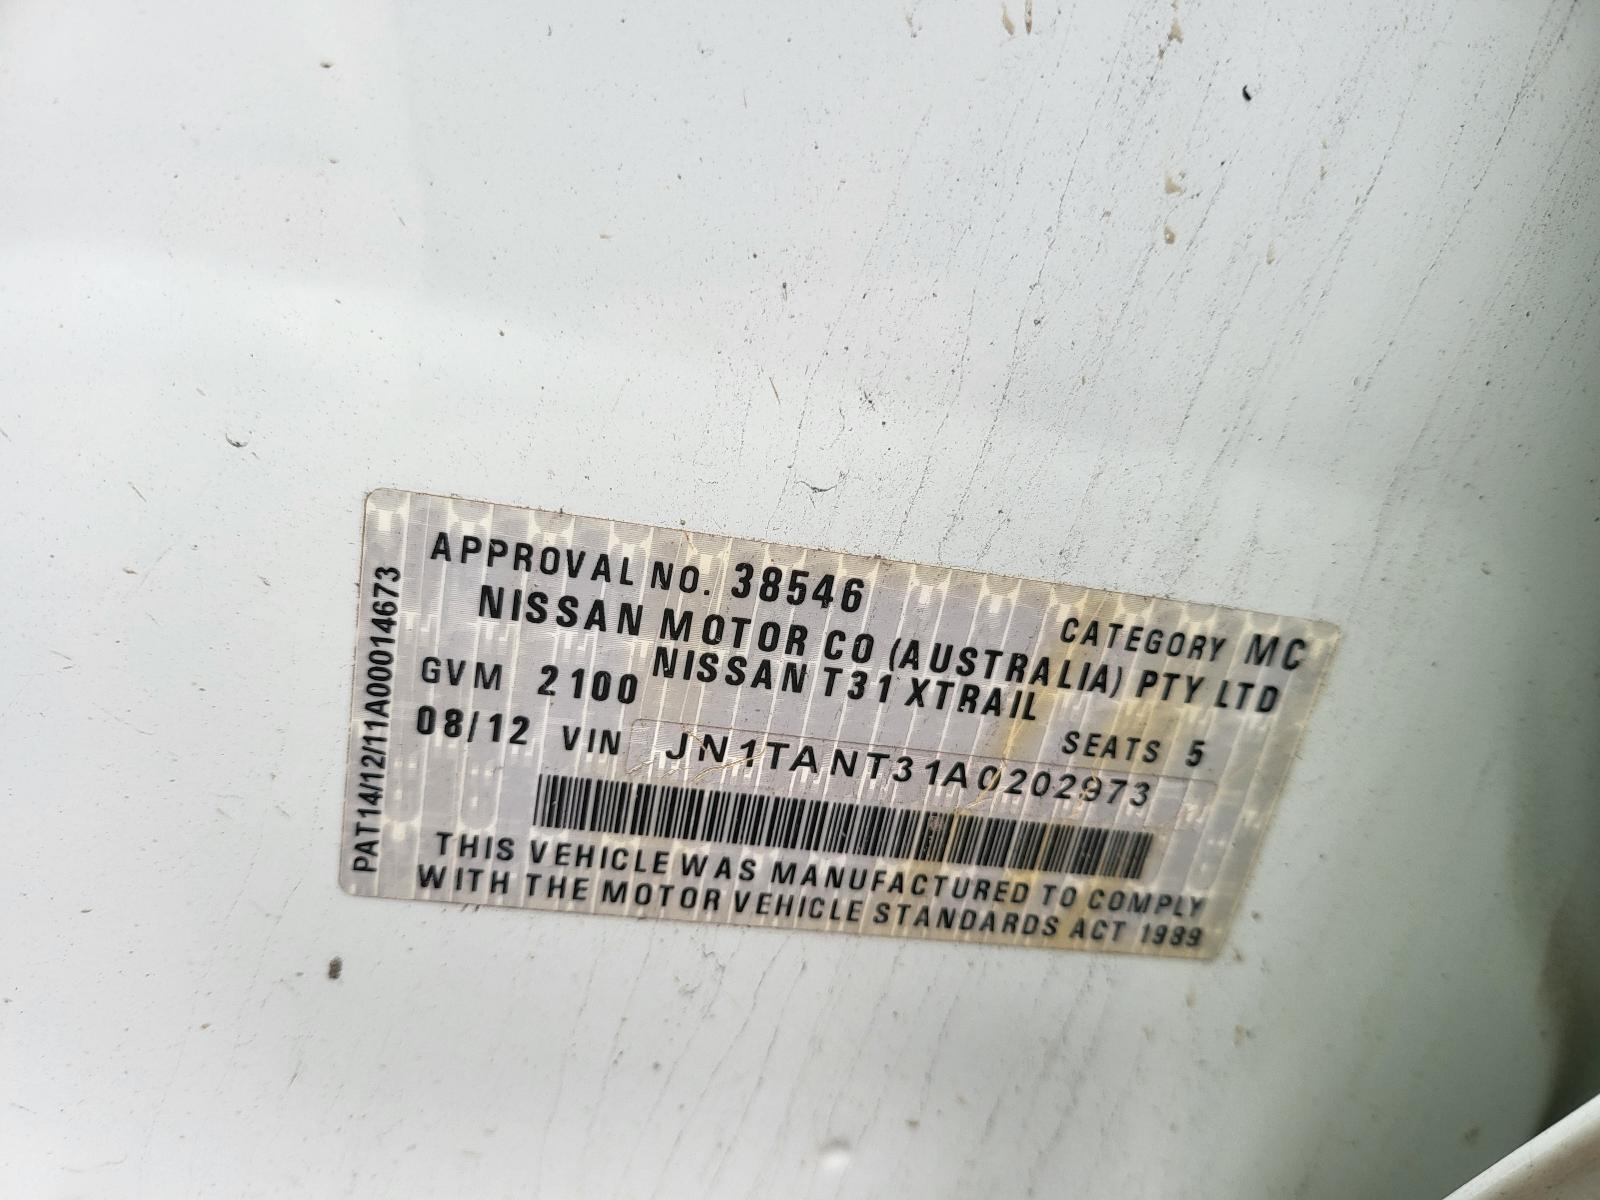 APPROVAL NO. 38546 CATEGORY MC
NISSAN MOTOR CO (AUSTRALIA) PTY LTD
NISSAN T31 XTRAIL
GVM 2100 SEATS 5
08/12 VIN JN1TANT31A0202973
THIS VEHICLE WAS MANUFACTURED TO COMPLY
WITH THE MOTOR VEHICLE STANDARDS ACT 1989
PAT14/12/11A00014673